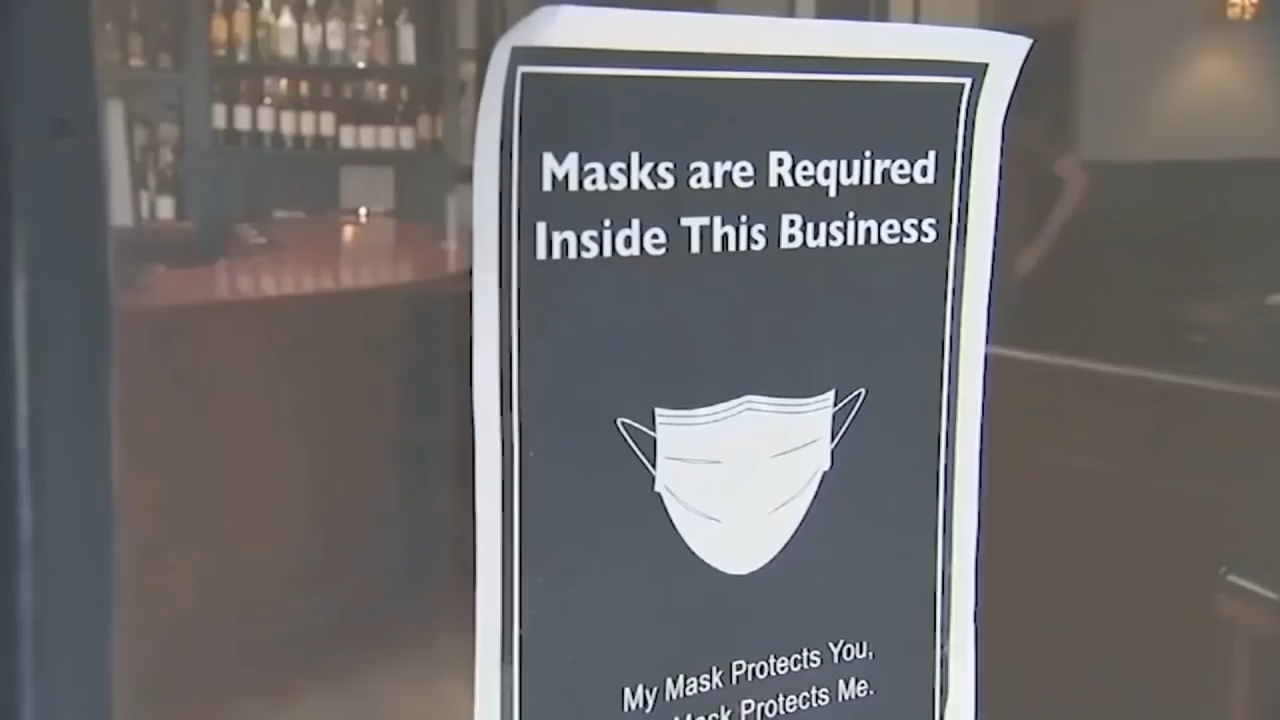 Masks are Required
Inside This Business
My Mask Protects You,
Mask Protects Me.